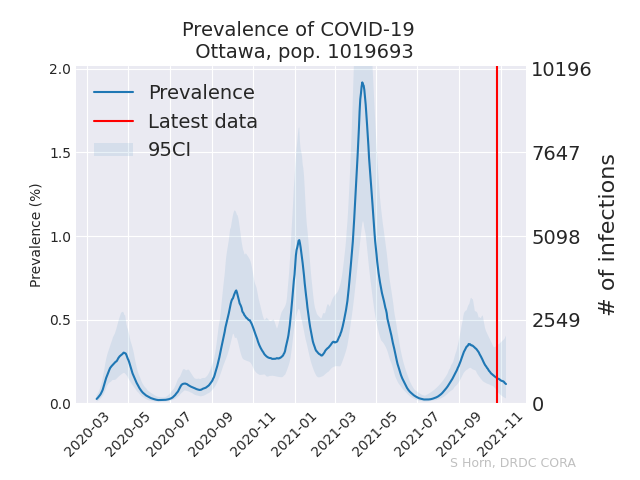 Prevalence of COVID-19
Ottawa, pop. 1019693
Prevalence
Latest data
95CI
Prevalence (%)
2.0
1.5
1.0
0.5
0.0
10196
7647
5098
2549
0
# of infections
2020-03
2020-05
2020-07
2020-09
2020-11
2021-01
2021-03
2021-05
2021-07
2021-09
2021-11
S Horn, DRDC CORA